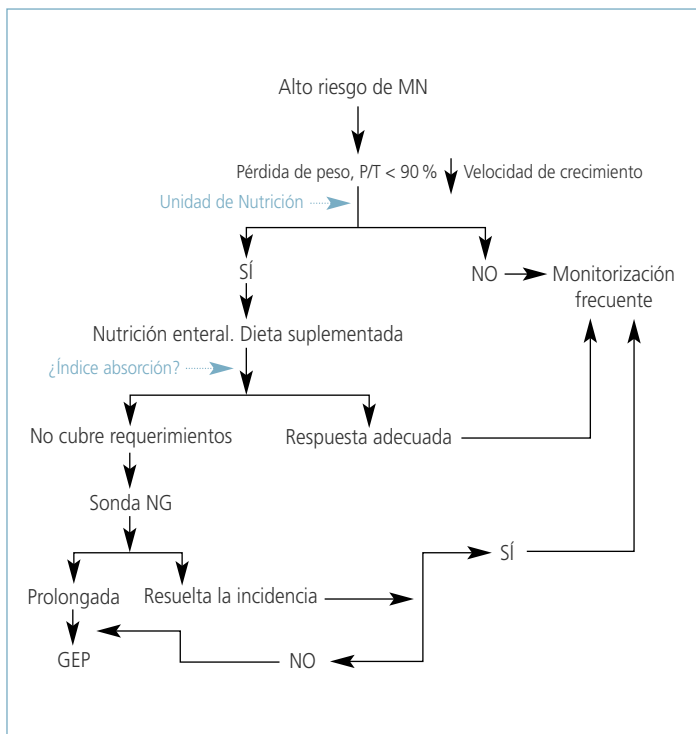 Alto riesgo de MN
Pérdida de peso, P/T < 90 % Velocidad de crecimiento
Unidad de Nutrición
SÍ
NO
Monitorización
frecuente
Nutrición enteral. Dieta suplementada
¿Índice absorción?
No cubre requerimientos
Respuesta adecuada
Sonda NG
SÍ
Prolongada
Resuelta la incidencia
GEP
NO